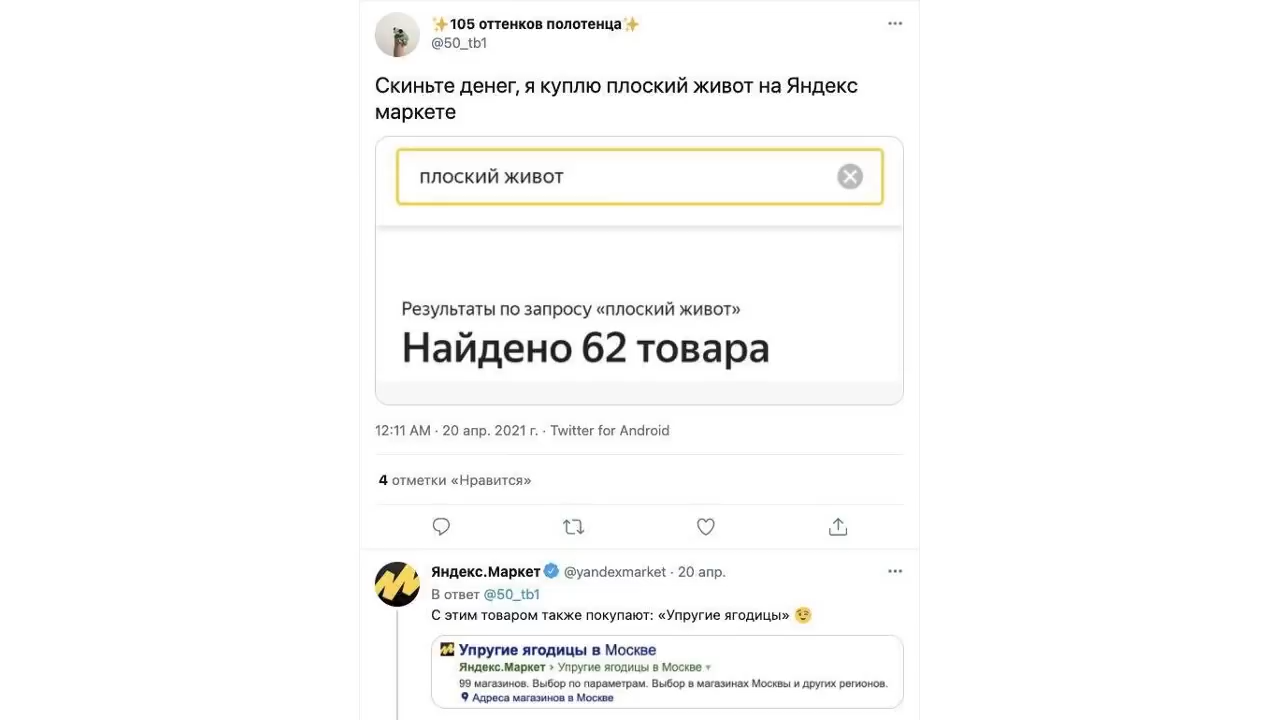 ✨105 оттенков полотенца✨
@50_tb1
Скиньте денег, я куплю плоский живот на Яндекс
маркете
плоский живот
Результаты по запросу «плоский живот»
Найдено 62 товара
12:11 AM · 20 апр. 2021 г. · Twitter for Android
4 отметки «Нравится»
Яндекс.Маркет @yandexmarket · 20 апр.
В ответ @50_tb1
С этим товаром также покупают: «Упругие ягодицы» 😉
Упругие ягодицы в Москве
Яндекс.Маркет › Упругие ягодицы в Москве ▾
99 магазинов. Выбор по параметрам. Выбор в магазинах Москвы и других регионов.
Адреса магазинов в Москве